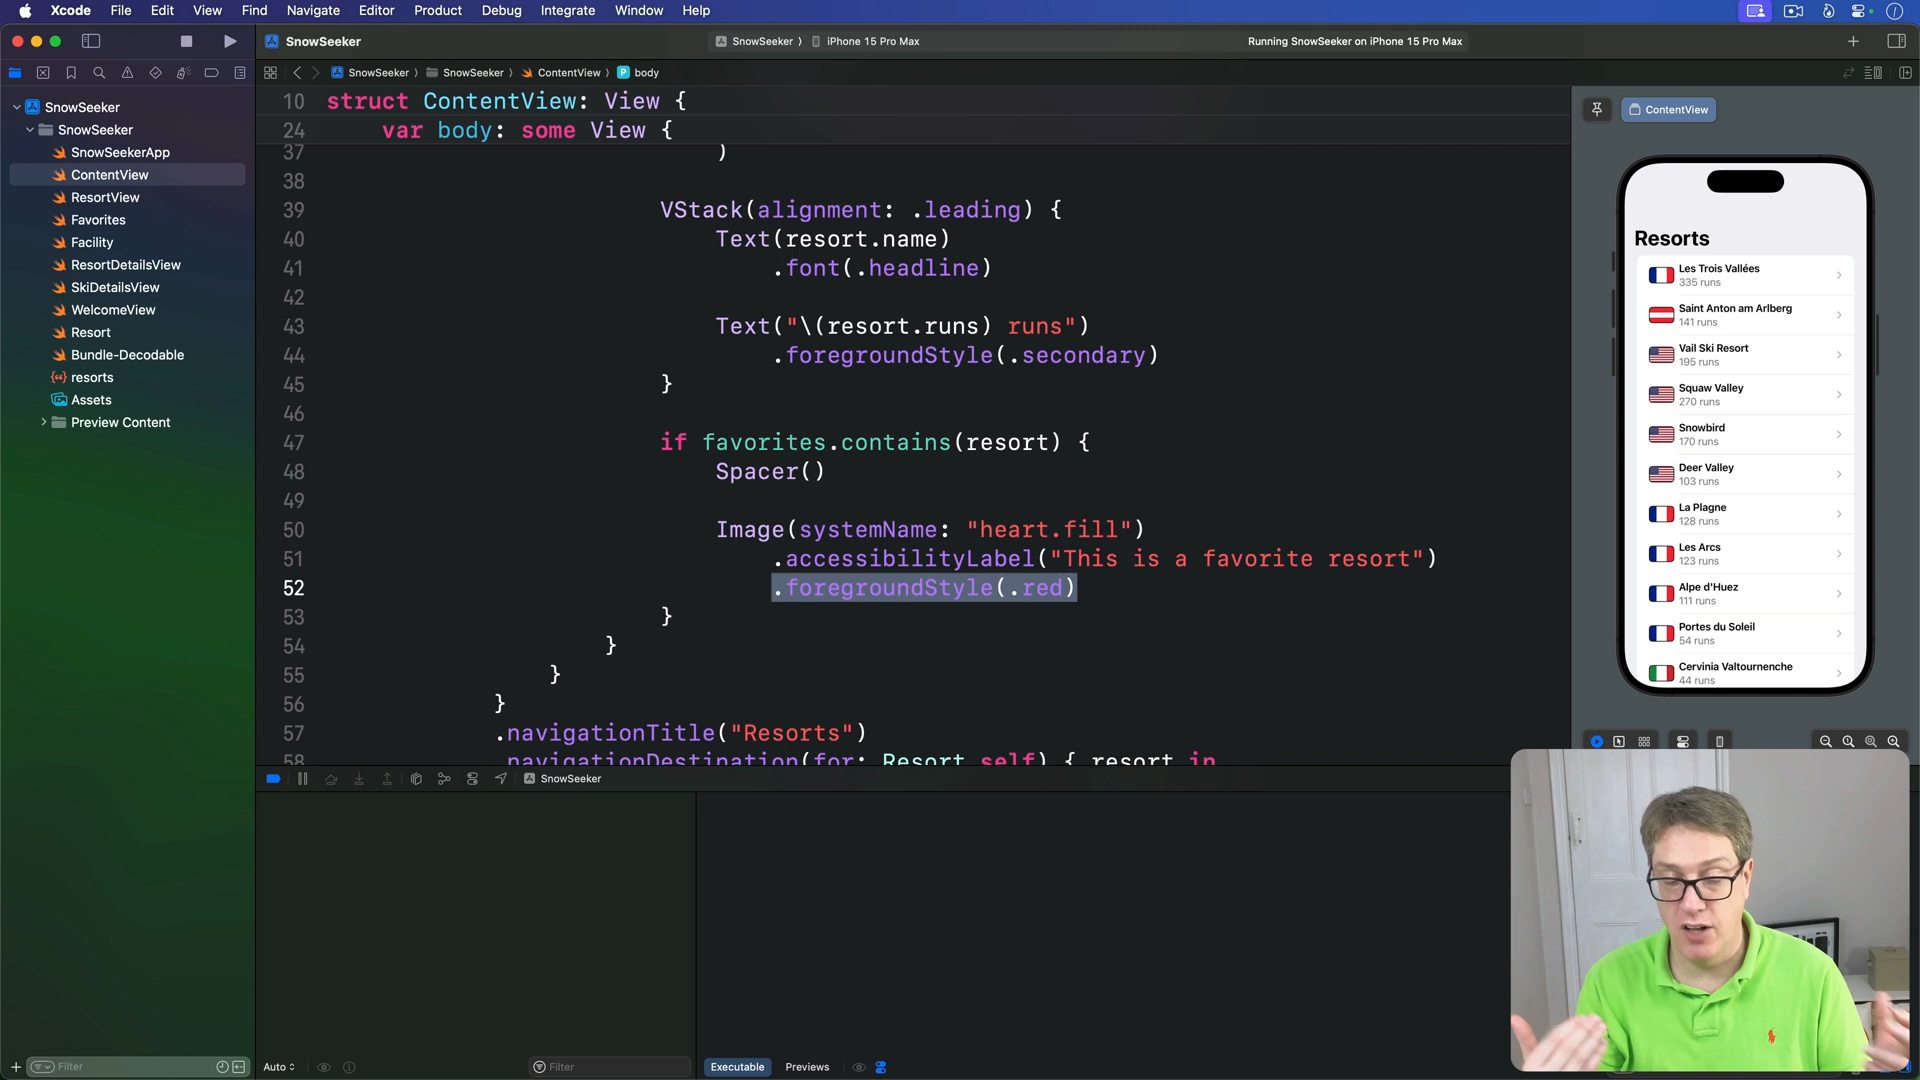 Xcode File Edit View Find Navigate Editor Product Debug Integrate Window Help
SnowSeeker
SnowSeeker ⟩ iPhone 15 Pro Max
Running SnowSeeker on iPhone 15 Pro Max
SnowSeeker ⟩ SnowSeeker ⟩ ContentView ⟩ P body
SnowSeeker
SnowSeeker
SnowSeekerApp
ContentView
ResortView
Favorites
Facility
ResortDetailsView
SkiDetailsView
WelcomeView
Resort
Bundle-Decodable
resorts
Assets
Preview Content
Filter
10 struct ContentView: View {
24 var body: some View {
37 )
38
39 VStack(alignment: .leading) {
40 Text(resort.name)
41 .font(.headline)
42
43 Text("\(resort.runs) runs")
44 .foregroundStyle(.secondary)
45 }
46
47 if favorites.contains(resort) {
48 Spacer()
49
50 Image(systemName: "heart.fill")
51 .accessibilityLabel("This is a favorite resort")
52 .foregroundStyle(.red)
53 }
54 }
55 }
56 }
57 .navigationTitle("Resorts")
58 .navigationDestination(for: Resort.self) { resort in
SnowSeeker
Auto
Filter
Executable Previews
ContentView
Resorts
Les Trois Vallées
335 runs
Saint Anton am Arlberg
141 runs
Vail Ski Resort
195 runs
Squaw Valley
270 runs
Snowbird
170 runs
Deer Valley
103 runs
La Plagne
128 runs
Les Arcs
123 runs
Alpe d'Huez
111 runs
Portes du Soleil
54 runs
Cervinia Valtournenche
44 runs